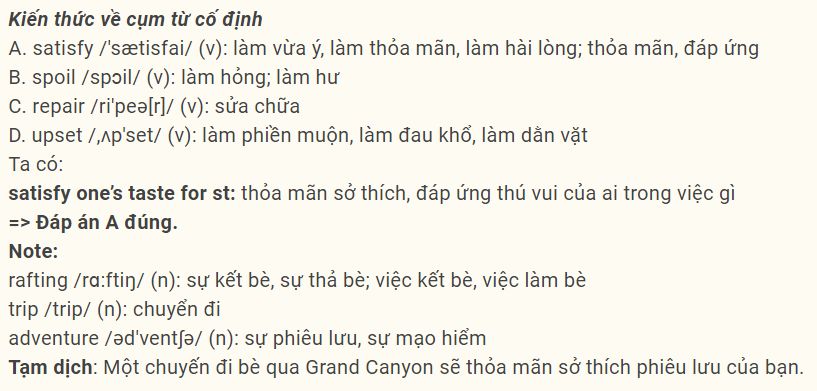 Kiến thức về cụm từ cố định
A. satisfy /'sætisfai/ (v): làm vừa ý, làm thỏa mãn, làm hài lòng; thỏa mãn, đáp ứng
B. spoil /spɔil/ (v): làm hỏng; làm hư
C. repair /ri'peə[r]/ (v): sửa chữa
D. upset /,ʌp'set/ (v): làm phiền muộn, làm đau khổ, làm dằn vặt
Ta có:
satisfy one’s taste for st: thỏa mãn sở thích, đáp ứng thú vui của ai trong việc gì
=> Đáp án A đúng.
Note:
rafting /rɑ:ftiŋ/ (n): sự kết bè, sự thả bè; việc kết bè, việc làm bè
trip /trip/ (n): chuyển đi
adventure /əd'ventʃə/ (n): sự phiêu lưu, sự mạo hiểm
Tạm dịch: Một chuyến đi bè qua Grand Canyon sẽ thỏa mãn sở thích phiêu lưu của bạn.